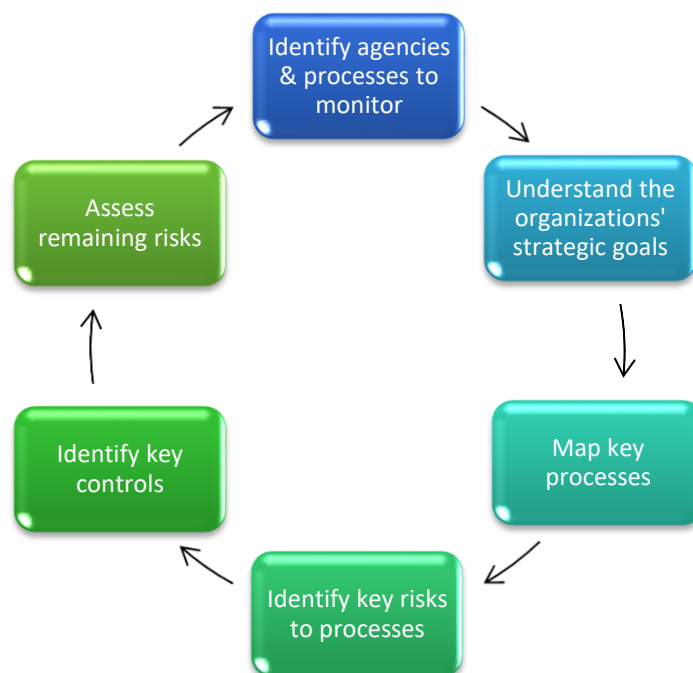 Identify agencies
& processes to
monitor
Understand the
organizations'
strategic goals
Map key
processes
Identify key risks
to processes
Identify key
controls
Assess
remaining risks